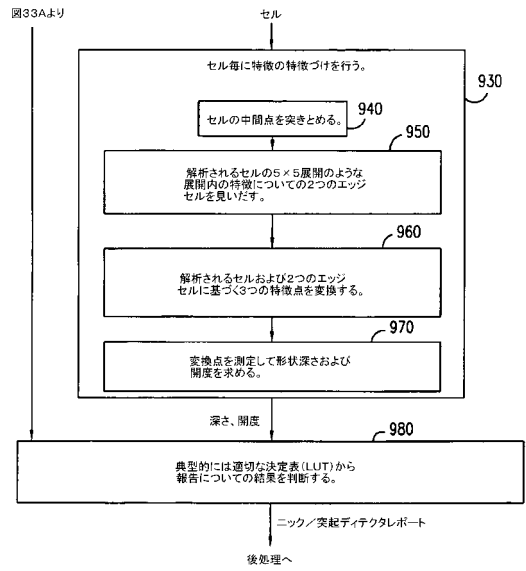 図33Aより
セル
セル毎に特徴の特徴づけを行う。
930
セルの中間点を突きとめる。
940
950
解析されるセルの5×5展開のような
展開内の特徴についての2つのエッジ
セルを見いだす。
960
解析されるセルおよび2つのエッジ
セルに基づく3つの特徴点を変換する。
970
変換点を測定して形状深さおよび
開度を求める。
深さ、開度
980
典型的には適切な決定表(LUT)から
報告についての結果を判断する。
ニック/突起ディテクタレポート
後処理へ